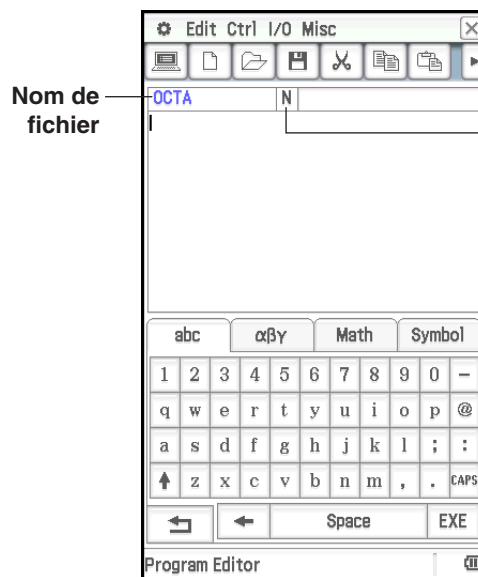 Edit Ctrl I/O Misc
Nom de fichier
OCTA N
abc αβγ Math Symbol
1 2 3 4 5 6 7 8 9 0 −
q w e r t y u i o p @
a s d f g h j k l ; :
z x c v b n m , . CAPS
Space EXE
Program Editor